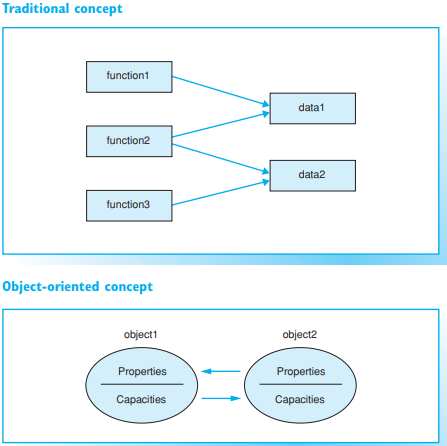 Traditional concept
function1
data1
function2
data2
function3
Object-oriented concept
object1 object2
Properties Properties
Capacities Capacities